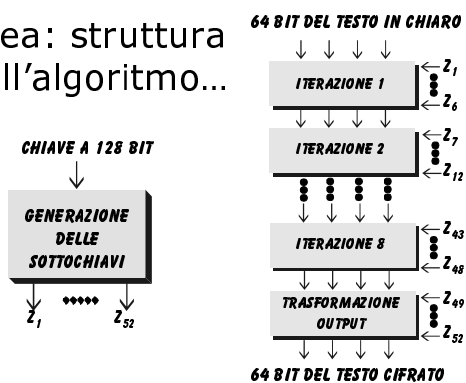 ea: struttura
ll'algoritmo...
CHIAVE A 128 BIT
GENERAZIONE
DELLE
SOTTOCHIAVI
Z1
Z52
64 BIT DEL TESTO IN CHIARO
ITERAZIONE 1
Z1
Z6
ITERAZIONE 2
Z7
Z12
ITERAZIONE 8
Z43
Z48
TRASFORMAZIONE
OUTPUT
Z49
Z52
64 BIT DEL TESTO CIFRATO